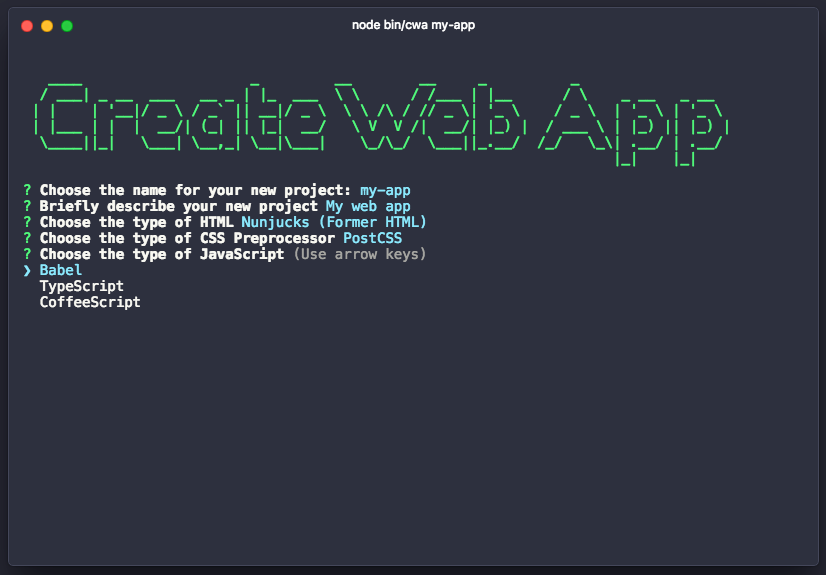 node bin/cwa my-app
Create Web App
? Choose the name for your new project: my-app
? Briefly describe your new project My web app
? Choose the type of HTML Nunjucks (Former HTML)
? Choose the type of CSS Preprocessor PostCSS
? Choose the type of JavaScript (Use arrow keys)
❯ Babel
TypeScript
CoffeeScript